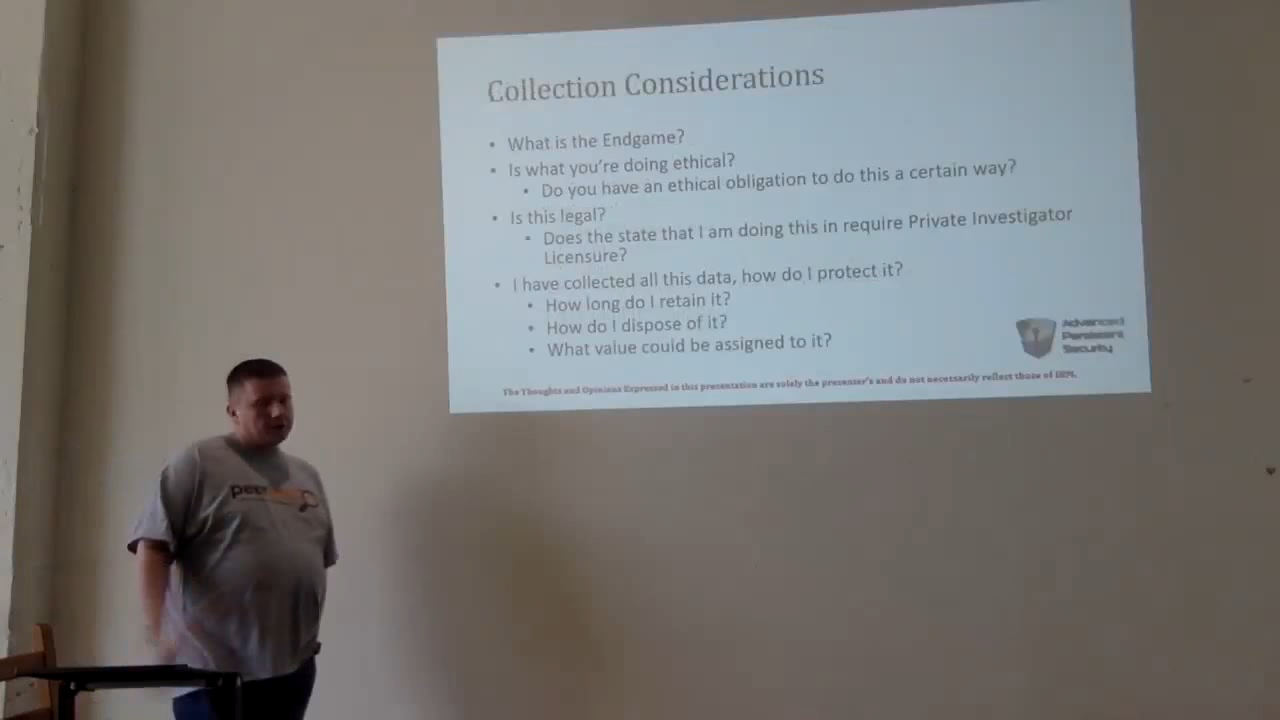 Collection Considerations
• What is the Endgame?
• Is what you're doing ethical?
• Do you have an ethical obligation to do this a certain way?
• Is this legal?
• Does the state that I am doing this in require Private Investigator
Licensure?
• I have collected all this data, how do I protect it?
• How long do I retain it?
• How do I dispose of it?
• What value could be assigned to it?
Advanced
Persistent
Security
The Thoughts and Opinions Expressed in this presentation are solely the presenter's and do not necessarily reflect those of